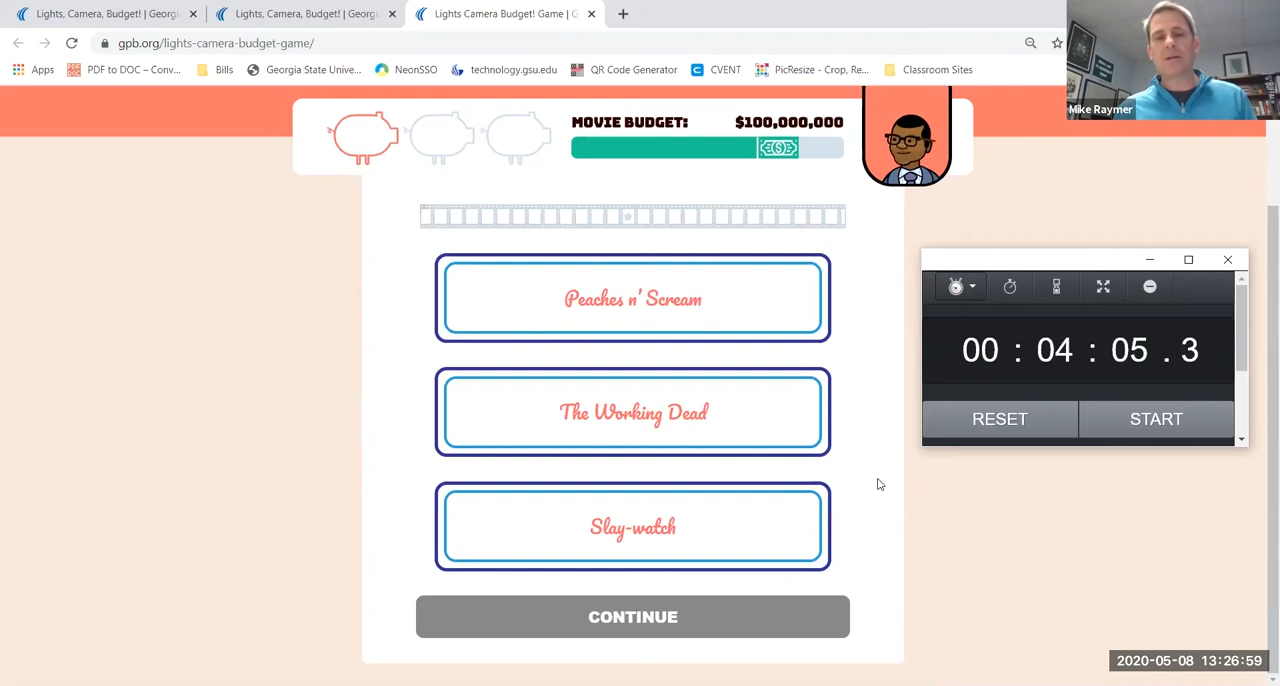 Lights, Camera, Budget! | Georgi
Lights, Camera, Budget! | Georgi
Lights Camera Budget! Game | G
gpb.org/lights-camera-budget-game/
Apps
PDF to DOC – Conv...
Bills
Georgia State Unive...
NeonSSO
technology.gsu.edu
QR Code Generator
CVENT
PicResize - Crop, Re...
Classroom Sites
Mike Raymer
MOVIE BUDGET: $100,000,000
Peaches n' Scream
The Working Dead
Slay-watch
CONTINUE
00 : 04 : 05 . 3
RESET
START
2020-05-08 13:26:59